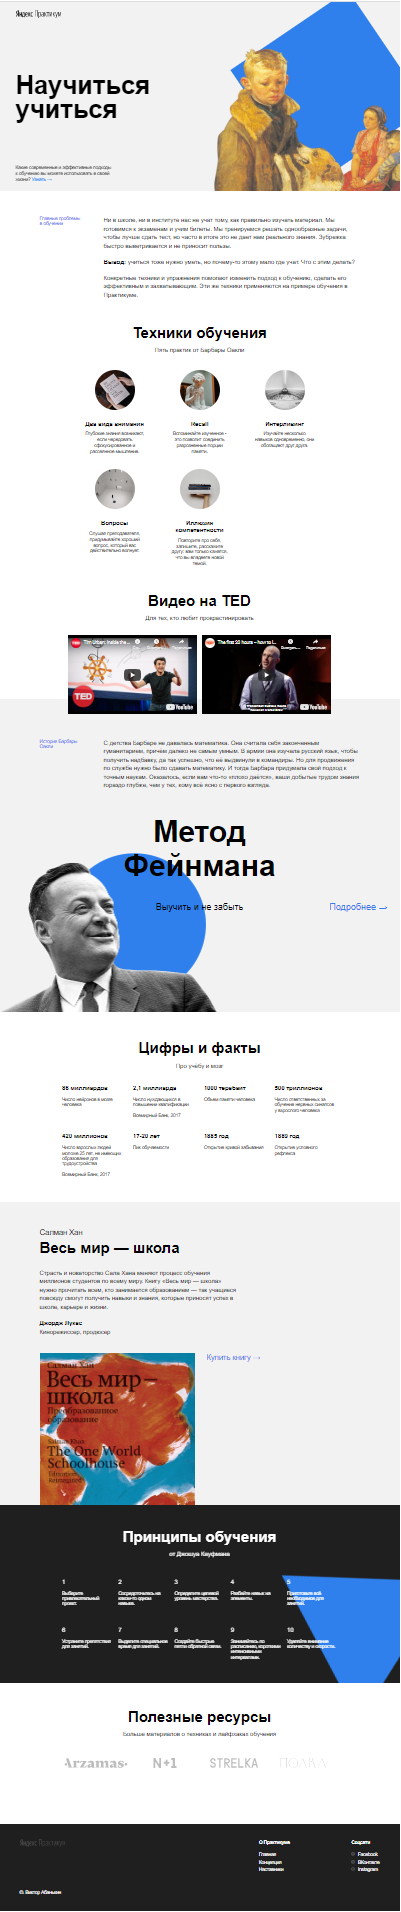 Яндекс Практикум
Научиться
учиться
Какие современные и эффективные подходы
к обучению вы можете использовать в своей
жизни? Узнать →
Главные проблемы
в обучении
Ни в школе, ни в институте нас не учат тому, как правильно изучать материал. Мы
готовимся к экзаменам и учим билеты. Мы тренируемся решать однообразные задачи,
чтобы лучше сдать тест, но часто в итоге это не дает нам реального знания. Зубрежка
быстро выветривается и не приносит пользы.
Вывод: учиться тоже нужно уметь, но почему-то этому мало где учат. Что с этим делать?
Конкретные техники и упражнения помогают изменить подход к обучению, сделать его
эффективным и захватывающим. Эти же техники применяются на примере обучения в
Практикуме.
Техники обучения
Пять практик от Барбары Оакли
Два вида внимания
Глубокие знания возникают,
если чередовать
сфокусированное и
рассеянное мышление.
Recall
Вспоминайте изученное -
это позволит соединить
разрозненные порции
памяти.
Интерливинг
Изучайте несколько
навыков одновременно, они
обогащают друг друга.
Вопросы
Слушая преподавателя,
придумывайте хороший
вопрос, который вас
действительно волнует.
Иллюзия
компетентности
Повторите про себя,
запишите, расскажите
другу: вам только кажется,
что вы владеете новой
темой.
Видео на TED
Для тех, кто любит прокрастинировать
TED
Tim Urban: Inside the...
YouTube
The first 20 hours – how to l...
YouTube
История Барбары
Оакли
С детства Барбаре не давалась математика. Она считала себя законченным
гуманитарием, причём далеко не самым умным. В армии она изучала русский язык, чтобы
получить надбавку, да так успешно, что её выдвинули в командиры. Но для продвижения
по службе нужно было сдавать математику. И тогда Барбара придумала свой подход к
точным наукам. Оказалось, если вам что-то «плохо даётся», ваши добытые трудом знания
гораздо глубже, чем у тех, кому всё ясно с первого взгляда.
Метод
Фейнмана
Выучить и не забыть
Подробнее →
Цифры и факты
Про учёбу и мозг
86 миллиардов
Число нейронов в мозге
человека
2,1 миллиарда
Число нуждающихся в
повышении квалификации
Всемирный Банк, 2017
1000 терабайт
Объем памяти человека
500 триллионов
Число ответственных за
обучение нервных синапсов
у взрослого человека
420 миллионов
Число взрослых людей
моложе 25 лет, не имеющих
образования для
трудоустройства
Всемирный Банк, 2017
17-20 лет
Пик обучаемости
1885 год
Открытие кривой забывания
1889 год
Открытие условного
рефлекса
Салман Хан
Весь мир — школа
Страсть и новаторство Сала Хана меняют процесс обучения
миллионов студентов по всему миру. Книгу «Весь мир — школа»
нужно прочитать всем, кто занимается образованием — так учащиеся
повсюду смогут получить навыки и знания, которые приносят успех в
школе, карьере и жизни.
Джордж Лукас
Кинорежиссер, продюсер
Купить книгу →
Салман Хан
Весь мир—
школа
Преобразованное
образование
Salman Khan
The One World
Schoolhouse
Education
Reimagined
Принципы обучения
от Джошуа Кауфмана
1
Выберите
привлекательный
проект.
2
Сосредоточьтесь на
каком-то одном
навыке.
3
Определите целевой
уровень мастерства.
4
Разбейте навык на
элементы.
5
Приготовьте всё
необходимое для
занятий.
6
Устраните препятствия
для занятий.
7
Выделите специальное
время для занятий.
8
Создайте быстрые
петли обратной связи.
9
Занимайтесь по
расписанию, короткими
интенсивными
интервалами.
10
Уделяйте внимание
количеству и скорости.
Полезные ресурсы
Больше материалов о техниках и лайфхаках обучения
Arzamas
N+1
STRELKA
ПОЛКА
Яндекс Практикум
О Практикуме
Главная
Концепция
Наставники
Соцсети
Facebook
ВКонтакте
Instagram